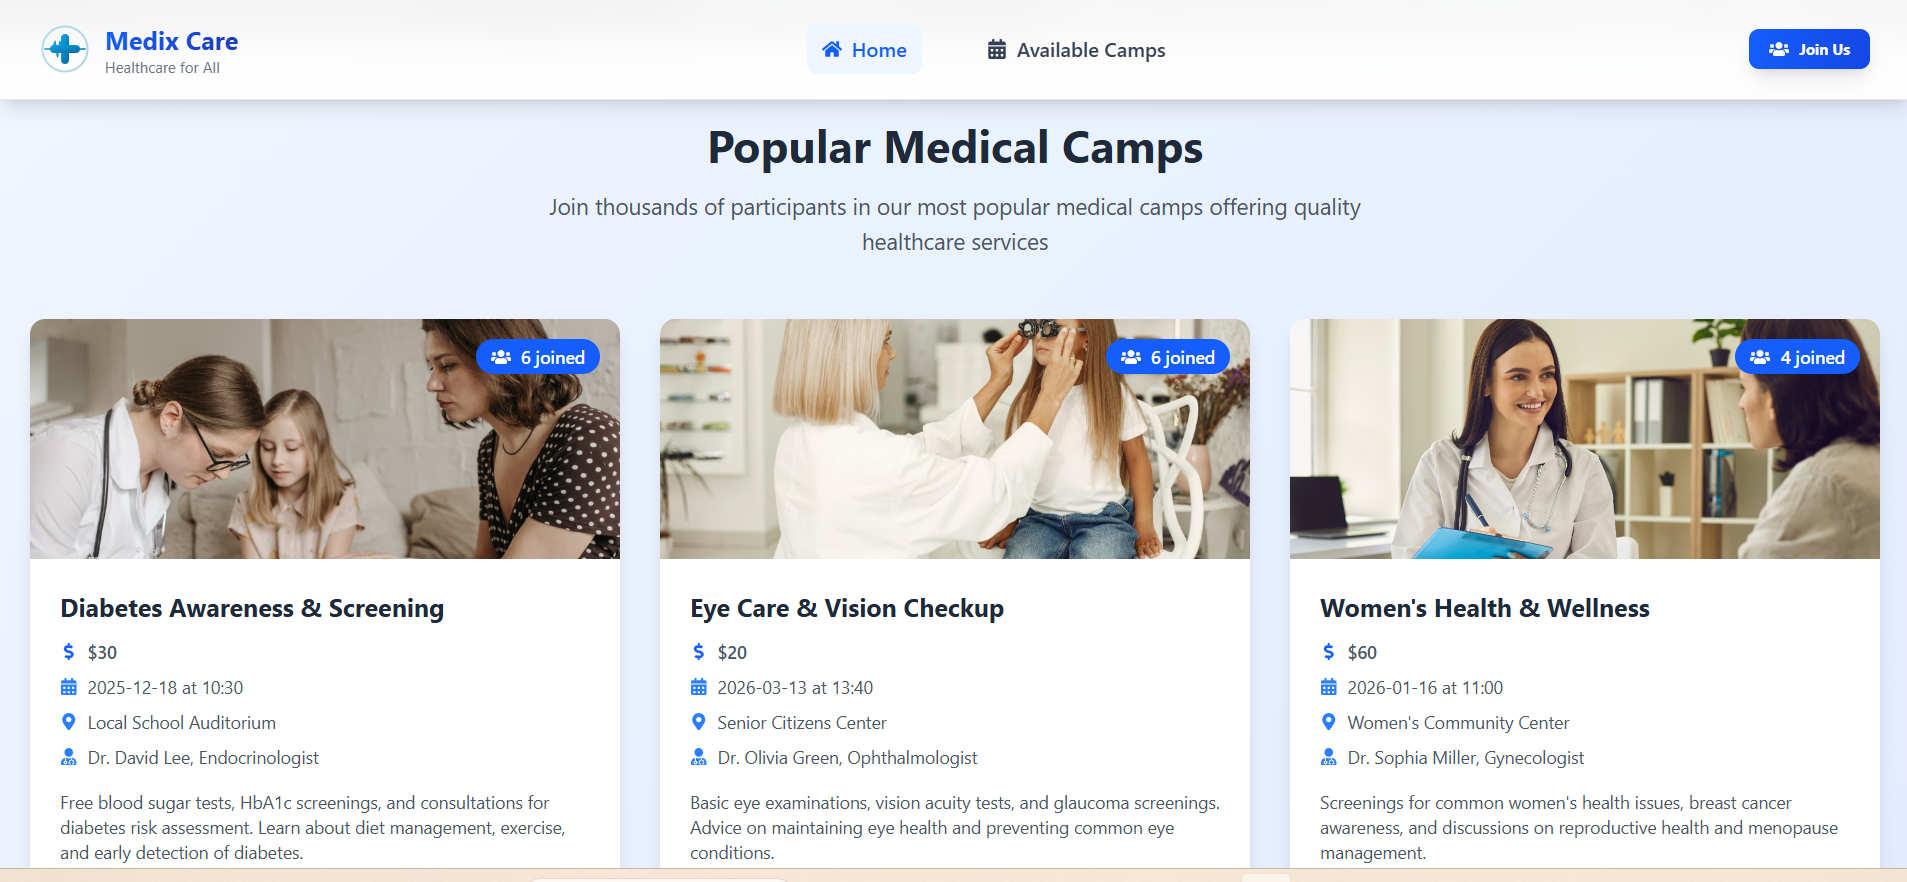 Medix Care
Healthcare for All
Home
Available Camps
Join Us
Popular Medical Camps
Join thousands of participants in our most popular medical camps offering quality
healthcare services
6 joined
6 joined
4 joined
Diabetes Awareness & Screening
$30
2025-12-18 at 10:30
Local School Auditorium
Dr. David Lee, Endocrinologist
Free blood sugar tests, HbA1c screenings, and consultations for
diabetes risk assessment. Learn about diet management, exercise,
and early detection of diabetes.
Eye Care & Vision Checkup
$20
2026-03-13 at 13:40
Senior Citizens Center
Dr. Olivia Green, Ophthalmologist
Basic eye examinations, vision acuity tests, and glaucoma screenings.
Advice on maintaining eye health and preventing common eye
conditions.
Women's Health & Wellness
$60
2026-01-16 at 11:00
Women's Community Center
Dr. Sophia Miller, Gynecologist
Screenings for common women's health issues, breast cancer
awareness, and discussions on reproductive health and menopause
management.